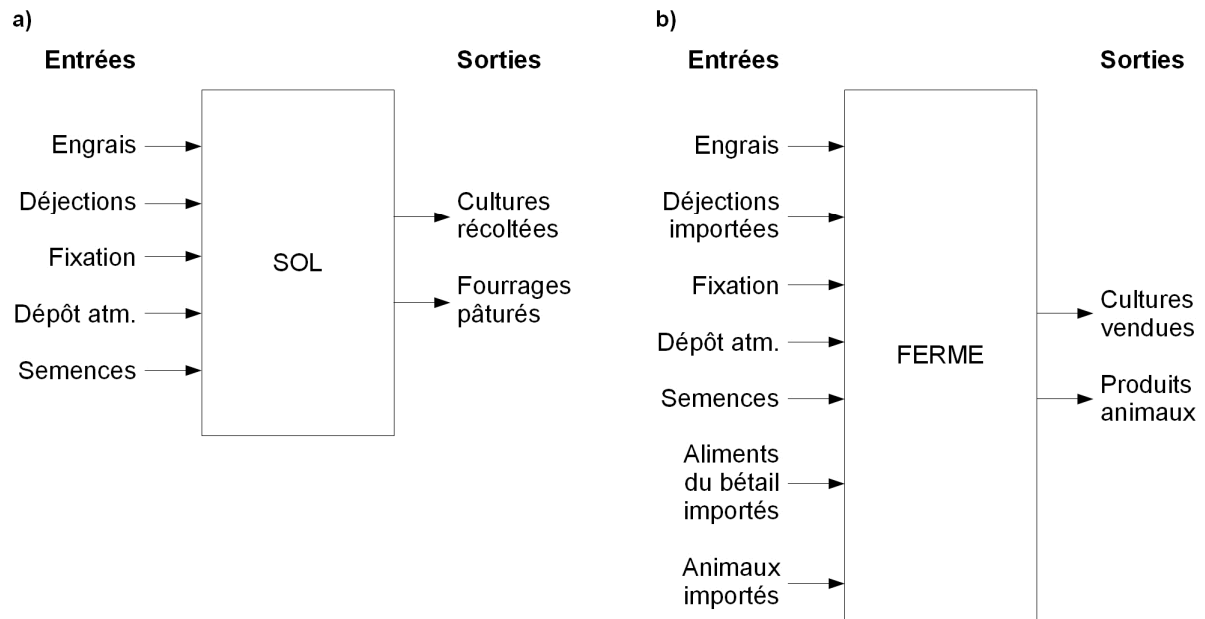 a)
Entrées
Sorties
Engrais
Déjections
Fixation
Dépôt atm.
Semences
SOL
Cultures
récoltées
Fourrages
pâturés
b)
Entrées
Sorties
Engrais
Déjections
importées
Fixation
Dépôt atm.
Semences
Aliments
du bétail
importés
Animaux
importés
FERME
Cultures
vendues
Produits
animaux